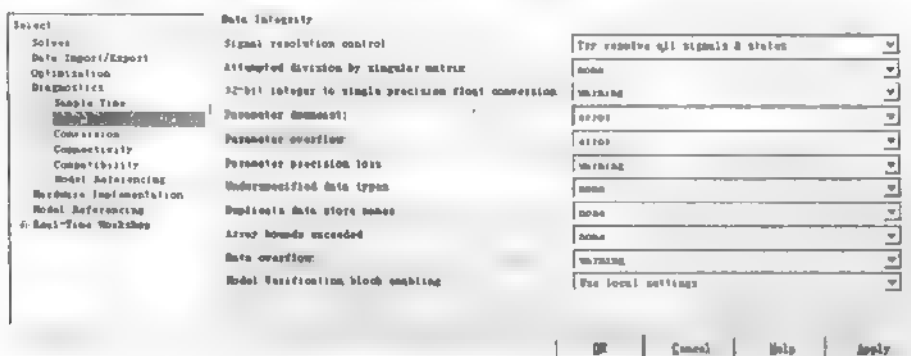 Select
Solver
Data Import/Export
Optimization
Diagnostics
Sample Time
Conversion
Connectivity
Compatibility
Model Referencing
Hardware Implementation
Model Referencing
Real-Time Workshop
Data Integrity
Signal resolution control
Try resolve all signals & states
Attempted division by singular matrix
none
32-bit integer to single precision float conversion
warning
Parameter downcast:
error
Parameter overflow
error
Parameter precision loss
warning
Underspecified data types
none
Duplicate data store names
none
Array bounds exceeded
none
Data overflow
warning
Model Verification block enabling
Use local settings
OK
Cancel
Help
Apply